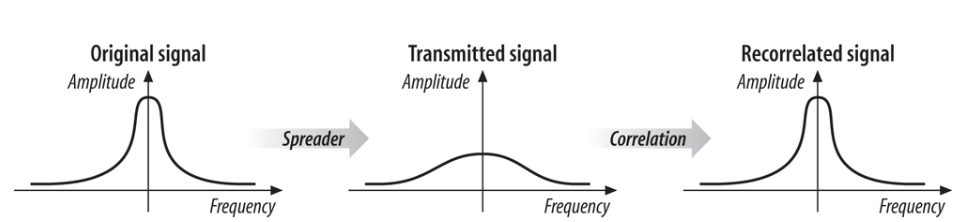 Original signal
Amplitude
Frequency
Spreader
Transmitted signal
Amplitude
Frequency
Correlation
Recorrelated signal
Amplitude
Frequency